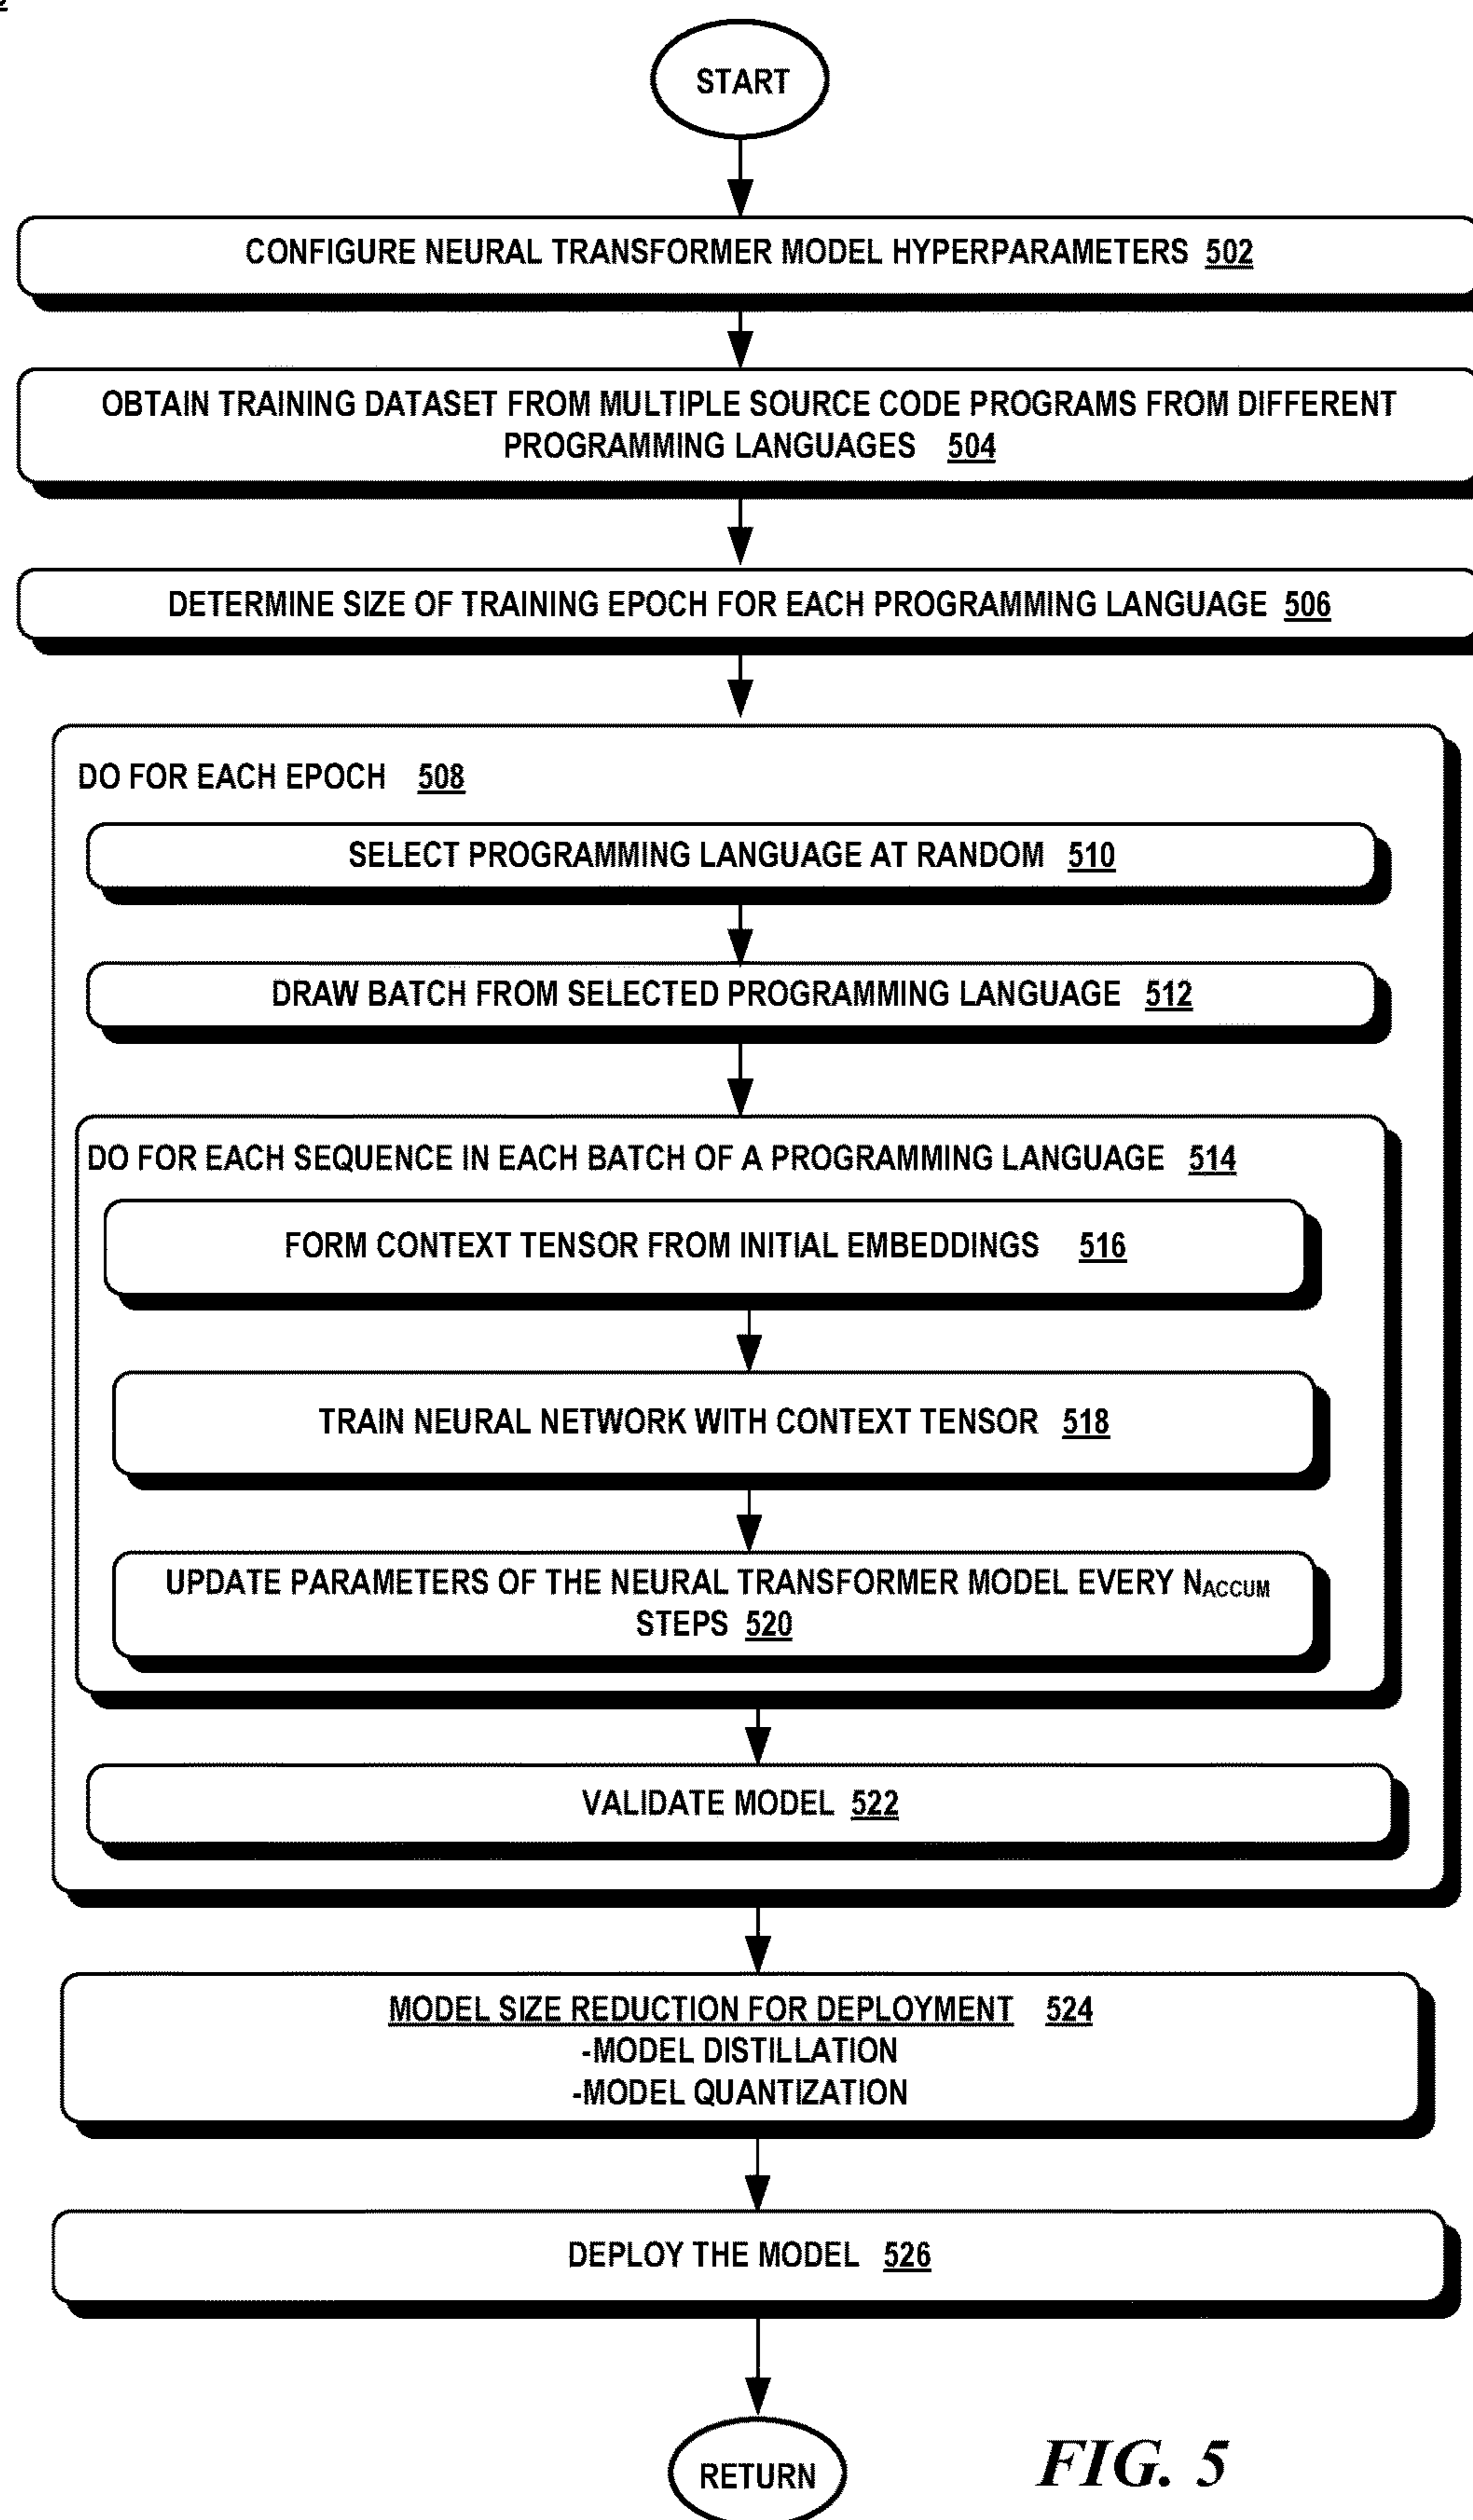 START
CONFIGURE NEURAL TRANSFORMER MODEL HYPERPARAMETERS 502
OBTAIN TRAINING DATASET FROM MULTIPLE SOURCE CODE PROGRAMS FROM DIFFERENT
PROGRAMMING LANGUAGES 504
DETERMINE SIZE OF TRAINING EPOCH FOR EACH PROGRAMMING LANGUAGE 506
DO FOR EACH EPOCH 508
SELECT PROGRAMMING LANGUAGE AT RANDOM 510
DRAW BATCH FROM SELECTED PROGRAMMING LANGUAGE 512
DO FOR EACH SEQUENCE IN EACH BATCH OF A PROGRAMMING LANGUAGE 514
FORM CONTEXT TENSOR FROM INITIAL EMBEDDINGS 516
TRAIN NEURAL NETWORK WITH CONTEXT TENSOR 518
UPDATE PARAMETERS OF THE NEURAL TRANSFORMER MODEL EVERY NACCUM
STEPS 520
VALIDATE MODEL 522
MODEL SIZE REDUCTION FOR DEPLOYMENT 524
-MODEL DISTILLATION
-MODEL QUANTIZATION
DEPLOY THE MODEL 526
RETURN
FIG. 5